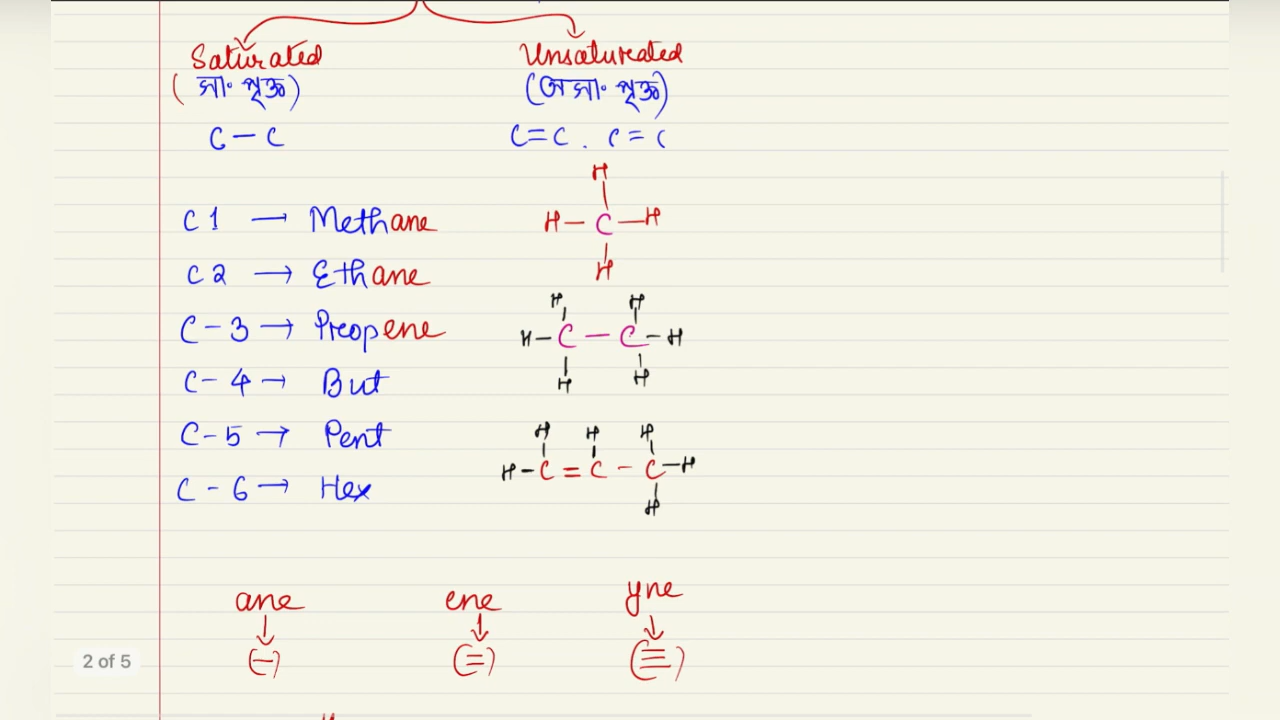 Saturated Unsaturated
(সাং পৃক্ত) (অসাং পৃক্ত)
C – C C=C . C = C
H
C 1 → Methane H – C – H
H
C 2 → Ethane
H H
C – 3 → Propene H – C – C – H
H H
C – 4 → But
C – 5 → Pent
H H H
H – C = C – C – H
C – 6 → Hex
H
ane ene yne
↓ ↓ ↓
(–) (=) (≡)
2 of 5